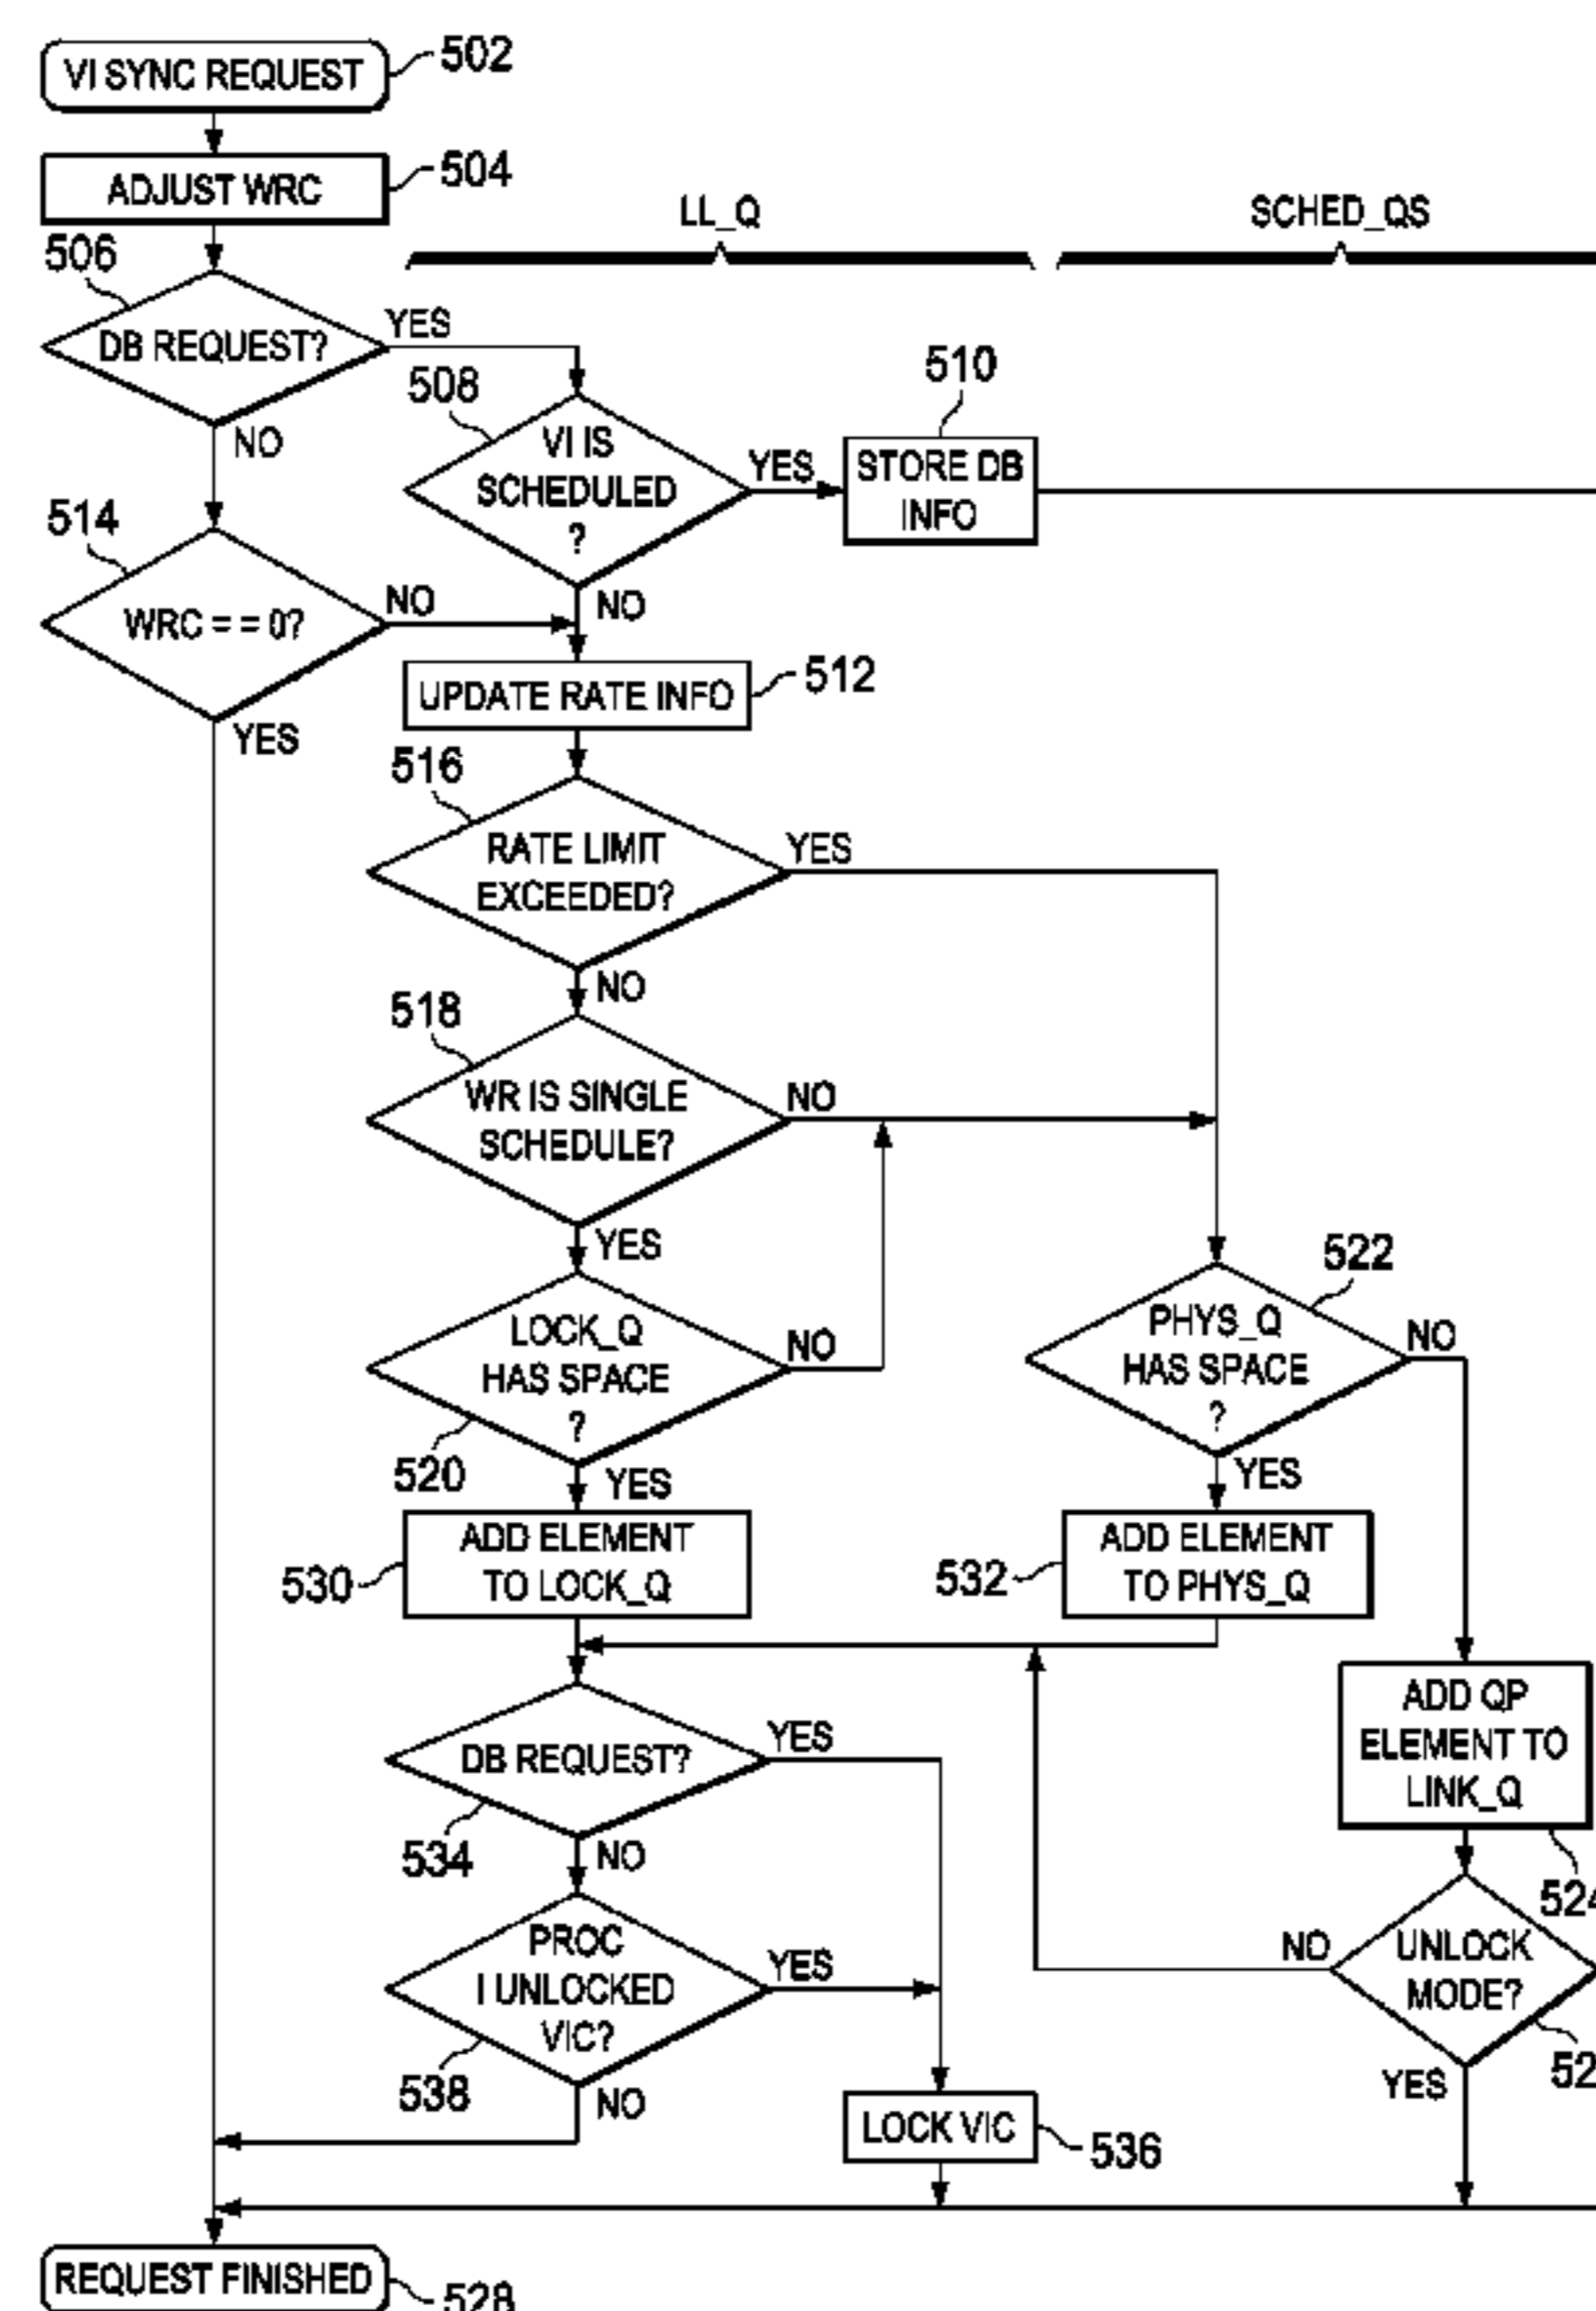 VI SYNC REQUEST
502
ADJUST WRC
504
LL_Q
SCHED_QS
506
DB REQUEST?
YES
NO
508
VI IS
SCHEDULED
?
YES
NO
510
STORE DB
INFO
514
WRC = = 0?
NO
YES
UPDATE RATE INFO
512
516
RATE LIMIT
EXCEEDED?
YES
NO
518
WR IS SINGLE
SCHEDULE?
NO
YES
LOCK_Q
HAS SPACE
?
NO
520
YES
522
PHYS_Q
HAS SPACE
?
NO
YES
530
ADD ELEMENT
TO LOCK_Q
532
ADD ELEMENT
TO PHYS_Q
ADD QP
ELEMENT TO
LINK_Q
524
DB REQUEST?
YES
534
NO
PROC
I UNLOCKED
VIC?
YES
538
NO
UNLOCK
MODE?
NO
YES
52
LOCK VIC
536
REQUEST FINISHED
528